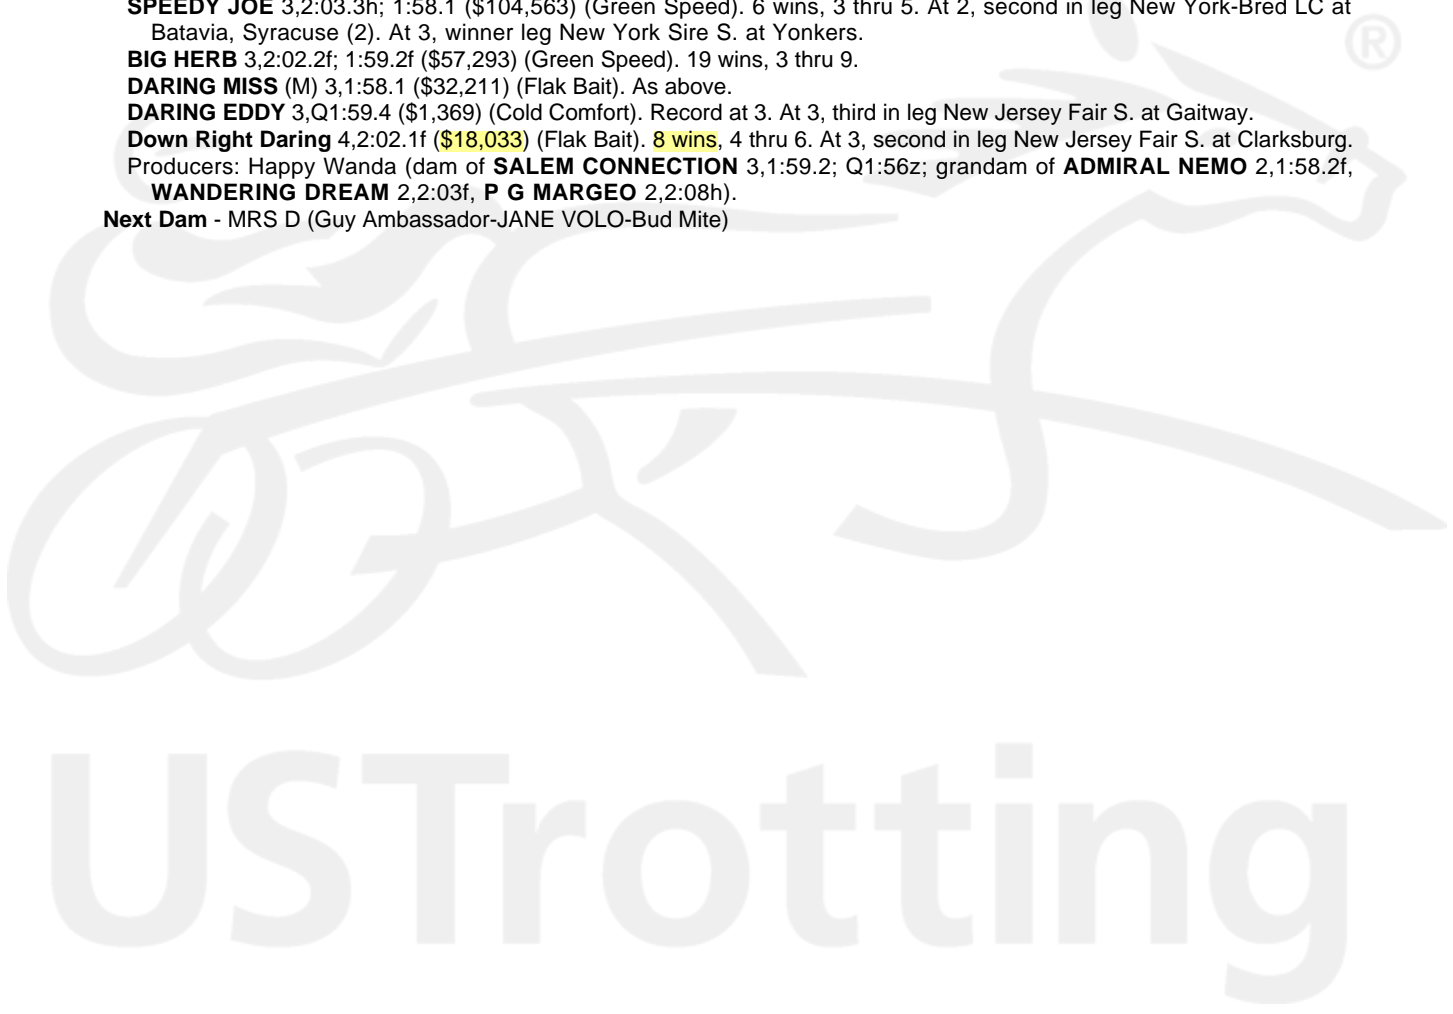 SPEEDY JOE 3,2:03.3h; 1:58.1 ($104,563) (Green Speed). 6 wins, 3 thru 5. At 2, second in leg New York-Bred LC at
Batavia, Syracuse (2). At 3, winner leg New York Sire S. at Yonkers.
BIG HERB 3,2:02.2f; 1:59.2f ($57,293) (Green Speed). 19 wins, 3 thru 9.
DARING MISS (M) 3,1:58.1 ($32,211) (Flak Bait). As above.
DARING EDDY 3,Q1:59.4 ($1,369) (Cold Comfort). Record at 3. At 3, third in leg New Jersey Fair S. at Gaitway.
Down Right Daring 4,2:02.1f ($18,033) (Flak Bait). 8 wins, 4 thru 6. At 3, second in leg New Jersey Fair S. at Clarksburg.
Producers: Happy Wanda (dam of SALEM CONNECTION 3,1:59.2; Q1:56z; grandam of ADMIRAL NEMO 2,1:58.2f,
WANDERING DREAM 2,2:03f, P G MARGEO 2,2:08h).
Next Dam - MRS D (Guy Ambassador-JANE VOLO-Bud Mite)
®
USTrotting